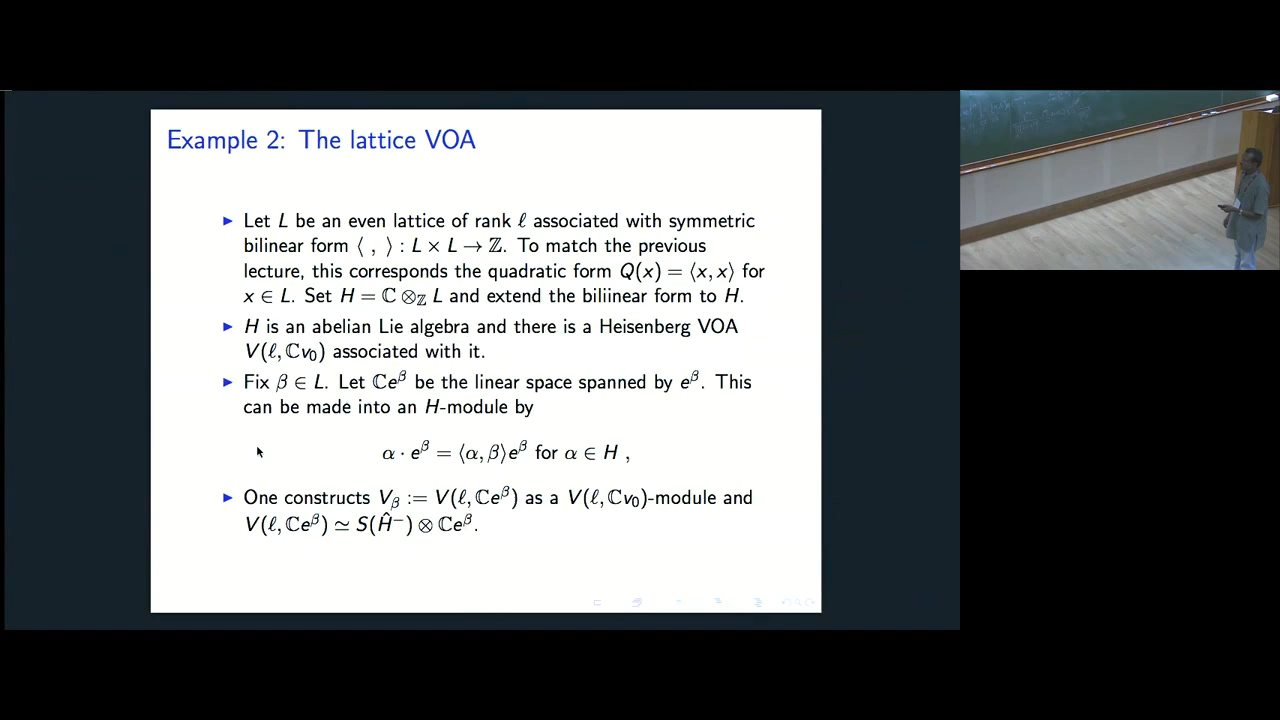 Example 2: The lattice VOA
▶ Let L be an even lattice of rank ℓ associated with symmetric
bilinear form ⟨ , ⟩ : L × L → ℤ. To match the previous
lecture, this corresponds the quadratic form Q(x) = ⟨x, x⟩ for
x ∈ L. Set H = ℂ ⊗_ℤ L and extend the biliinear form to H.
▶ H is an abelian Lie algebra and there is a Heisenberg VOA
V(ℓ, ℂv₀) associated with it.
▶ Fix β ∈ L. Let ℂe^β be the linear space spanned by e^β. This
can be made into an H-module by
α · e^β = ⟨α, β⟩e^β for α ∈ H ,
▶ One constructs V_β := V(ℓ, ℂe^β) as a V(ℓ, ℂv₀)-module and
V(ℓ, ℂe^β) ≃ S(Ĥ⁻) ⊗ ℂe^β.